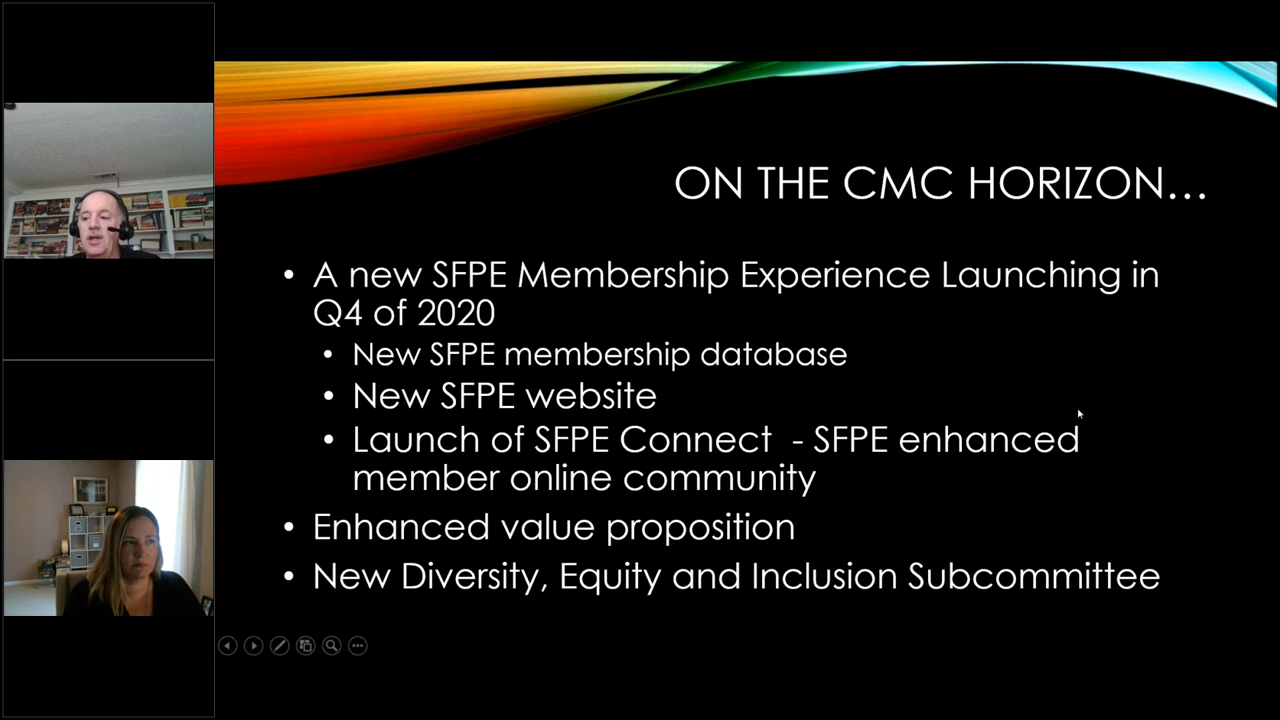 ON THE CMC HORIZON...
• A new SFPE Membership Experience Launching in
Q4 of 2020
• New SFPE membership database
• New SFPE website
• Launch of SFPE Connect - SFPE enhanced
member online community
• Enhanced value proposition
• New Diversity, Equity and Inclusion Subcommittee